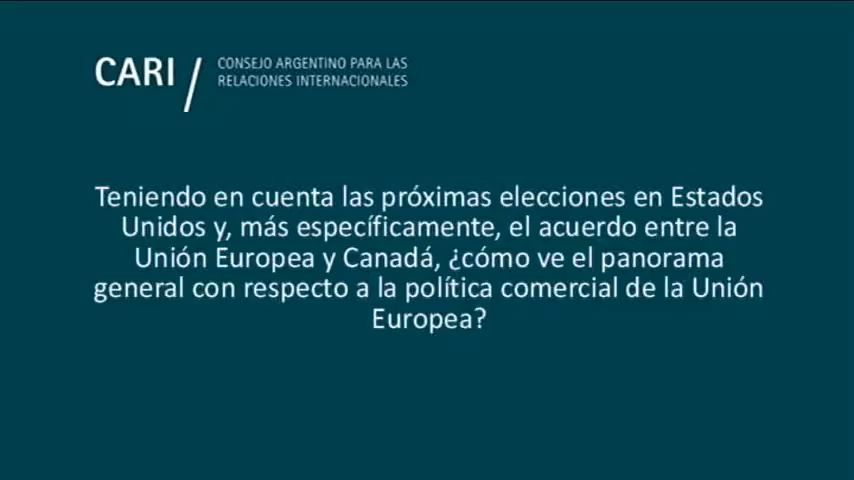 CARI
CONSEJO ARGENTINO PARA LAS
RELACIONES INTERNACIONALES
Teniendo en cuenta las próximas elecciones en Estados
Unidos y, más específicamente, el acuerdo entre la
Unión Europea y Canadá, ¿cómo ve el panorama
general con respecto a la política comercial de la Unión
Europea?